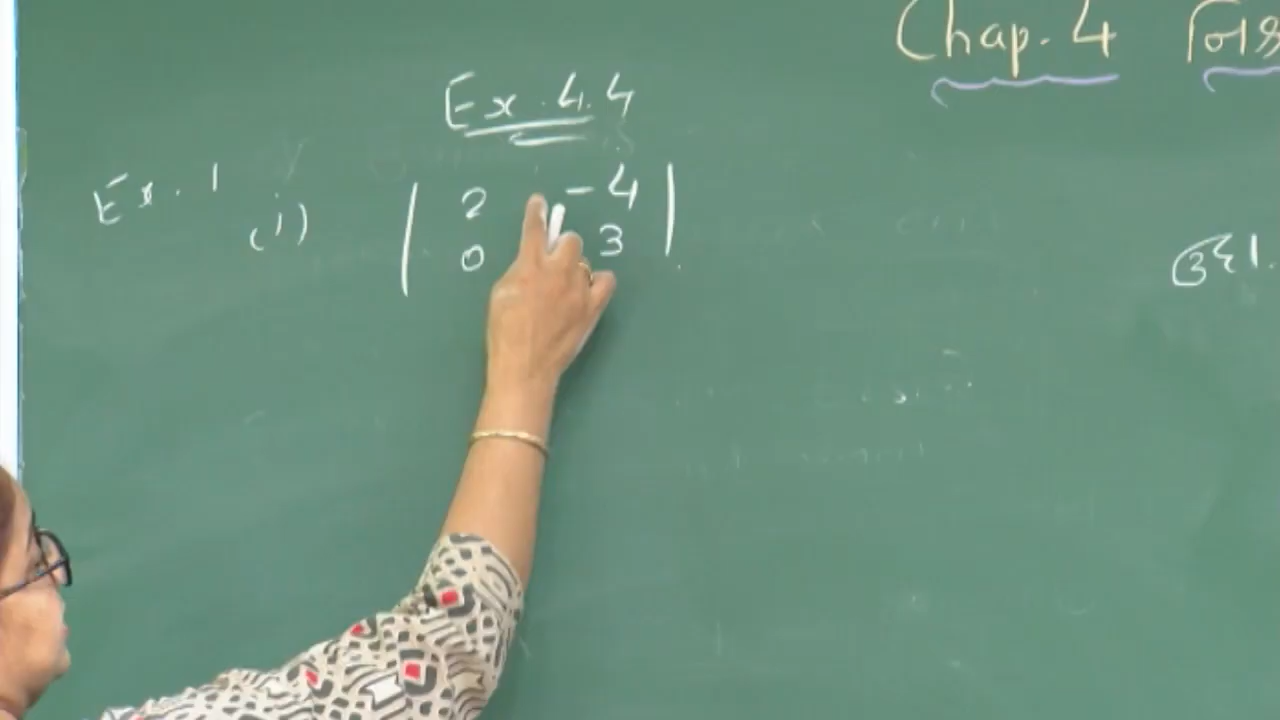 Chap. 4
Ex. 4.4
Ex. 1
(i) | 2 -4 |
| 0 3 |